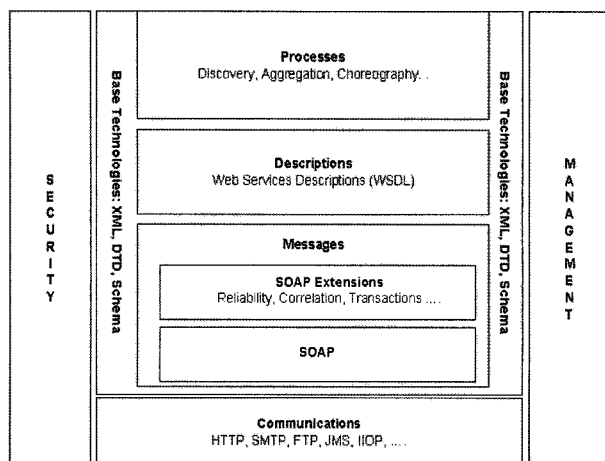 SECURITY
Base Technologies: XML, DTD, Schema
Processes
Discovery, Aggregation, Choreography. .
Descriptions
Web Services Descriptions (WSDL)
Messages
SOAP Extensions
Reliability, Correlation, Transactions ....
SOAP
Base Technologies: XML, DTD, Schema
MANAGEMENT
Communications
HTTP, SMTP, FTP, JMS, IIOP, ....